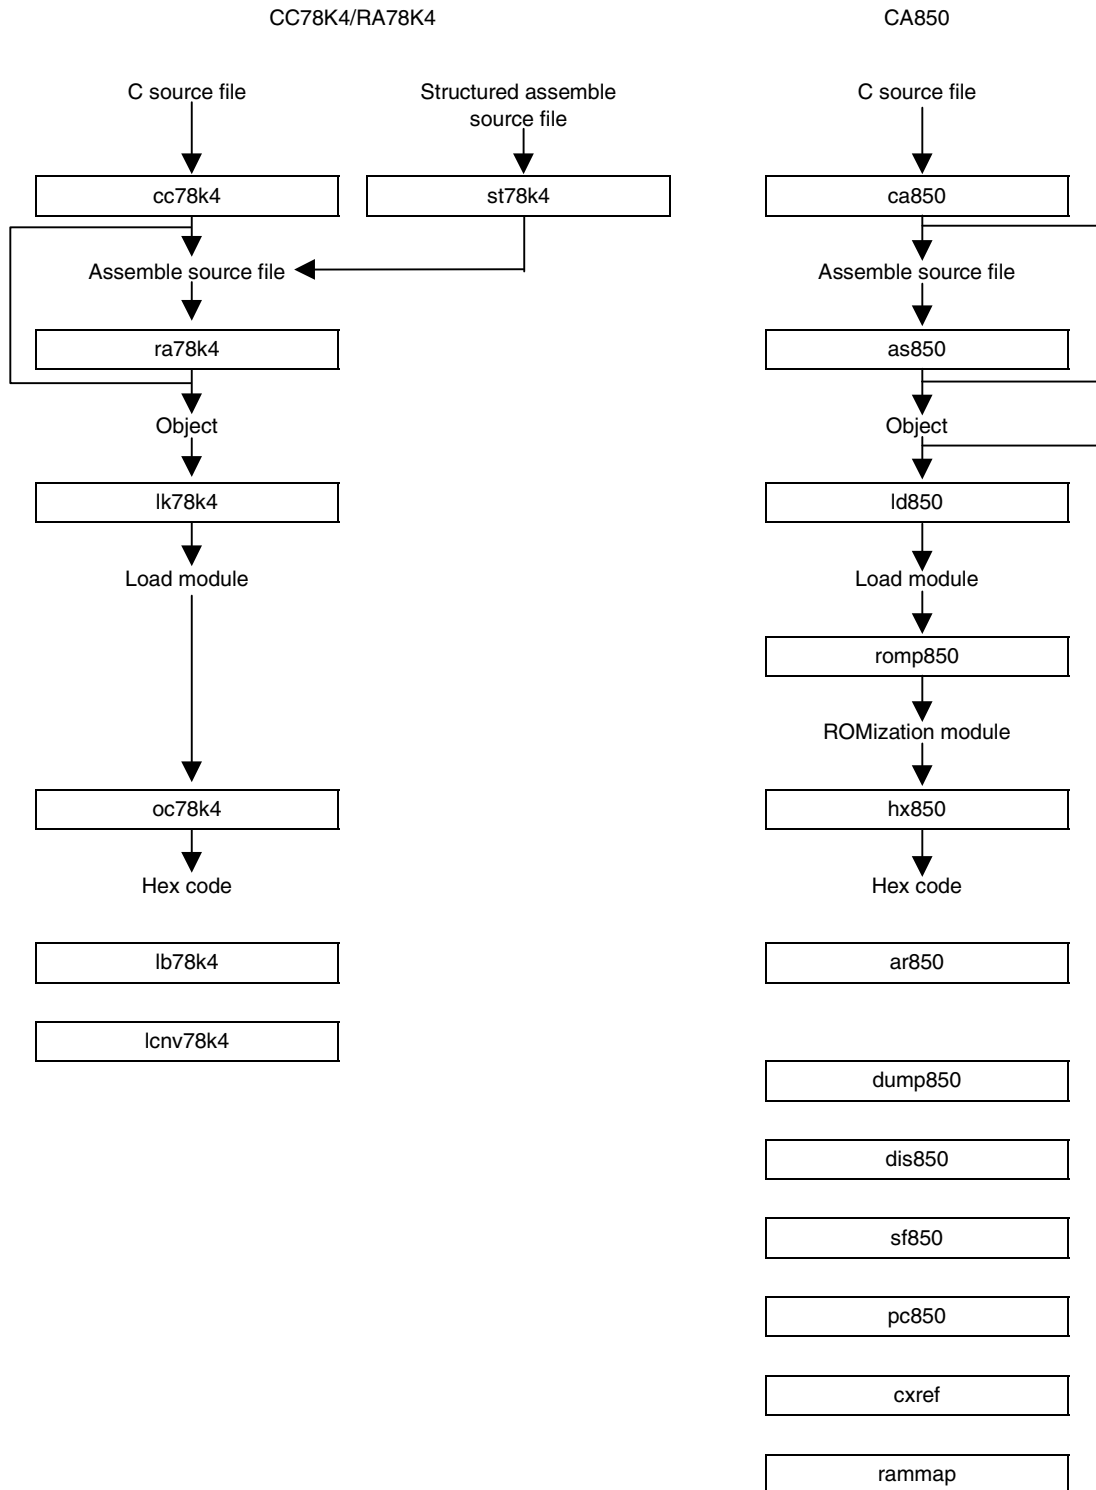 CC78K4/RA78K4
CA850
C source file
Structured assemble
source file
C source file
cc78k4
st78k4
ca850
Assemble source file
Assemble source file
ra78k4
as850
Object
Object
lk78k4
ld850
Load module
Load module
romp850
ROMization module
oc78k4
hx850
Hex code
Hex code
lb78k4
ar850
lcnv78k4
dump850
dis850
sf850
pc850
cxref
rammap